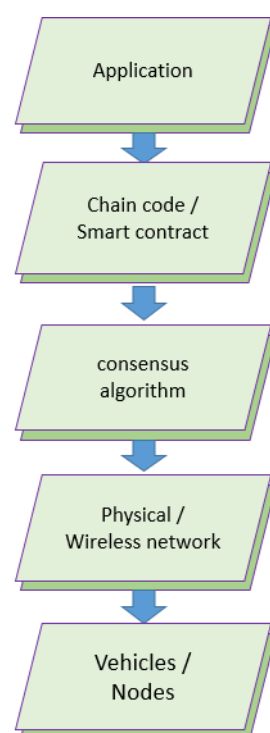 Application
Chain code /
Smart contract
consensus
algorithm
Physical /
Wireless network
Vehicles /
Nodes